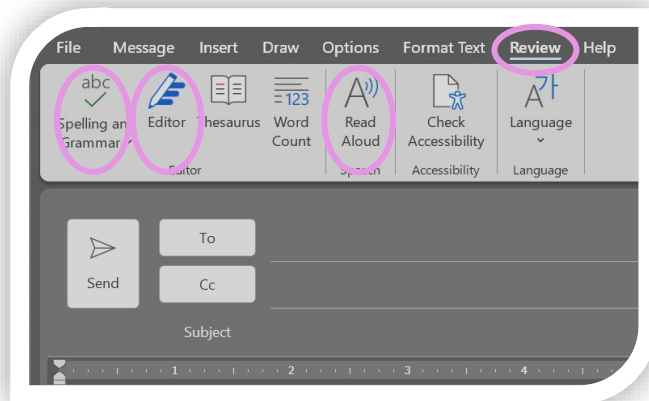 File Message Insert Draw Options Format Text Review Help
abc
123
Spelling and Editor Thesaurus Word Read Check Language
Grammar Count Aloud Accessibility
Editor Speech Accessibility Language
To
Send Cc
Subject
1 2 3 4